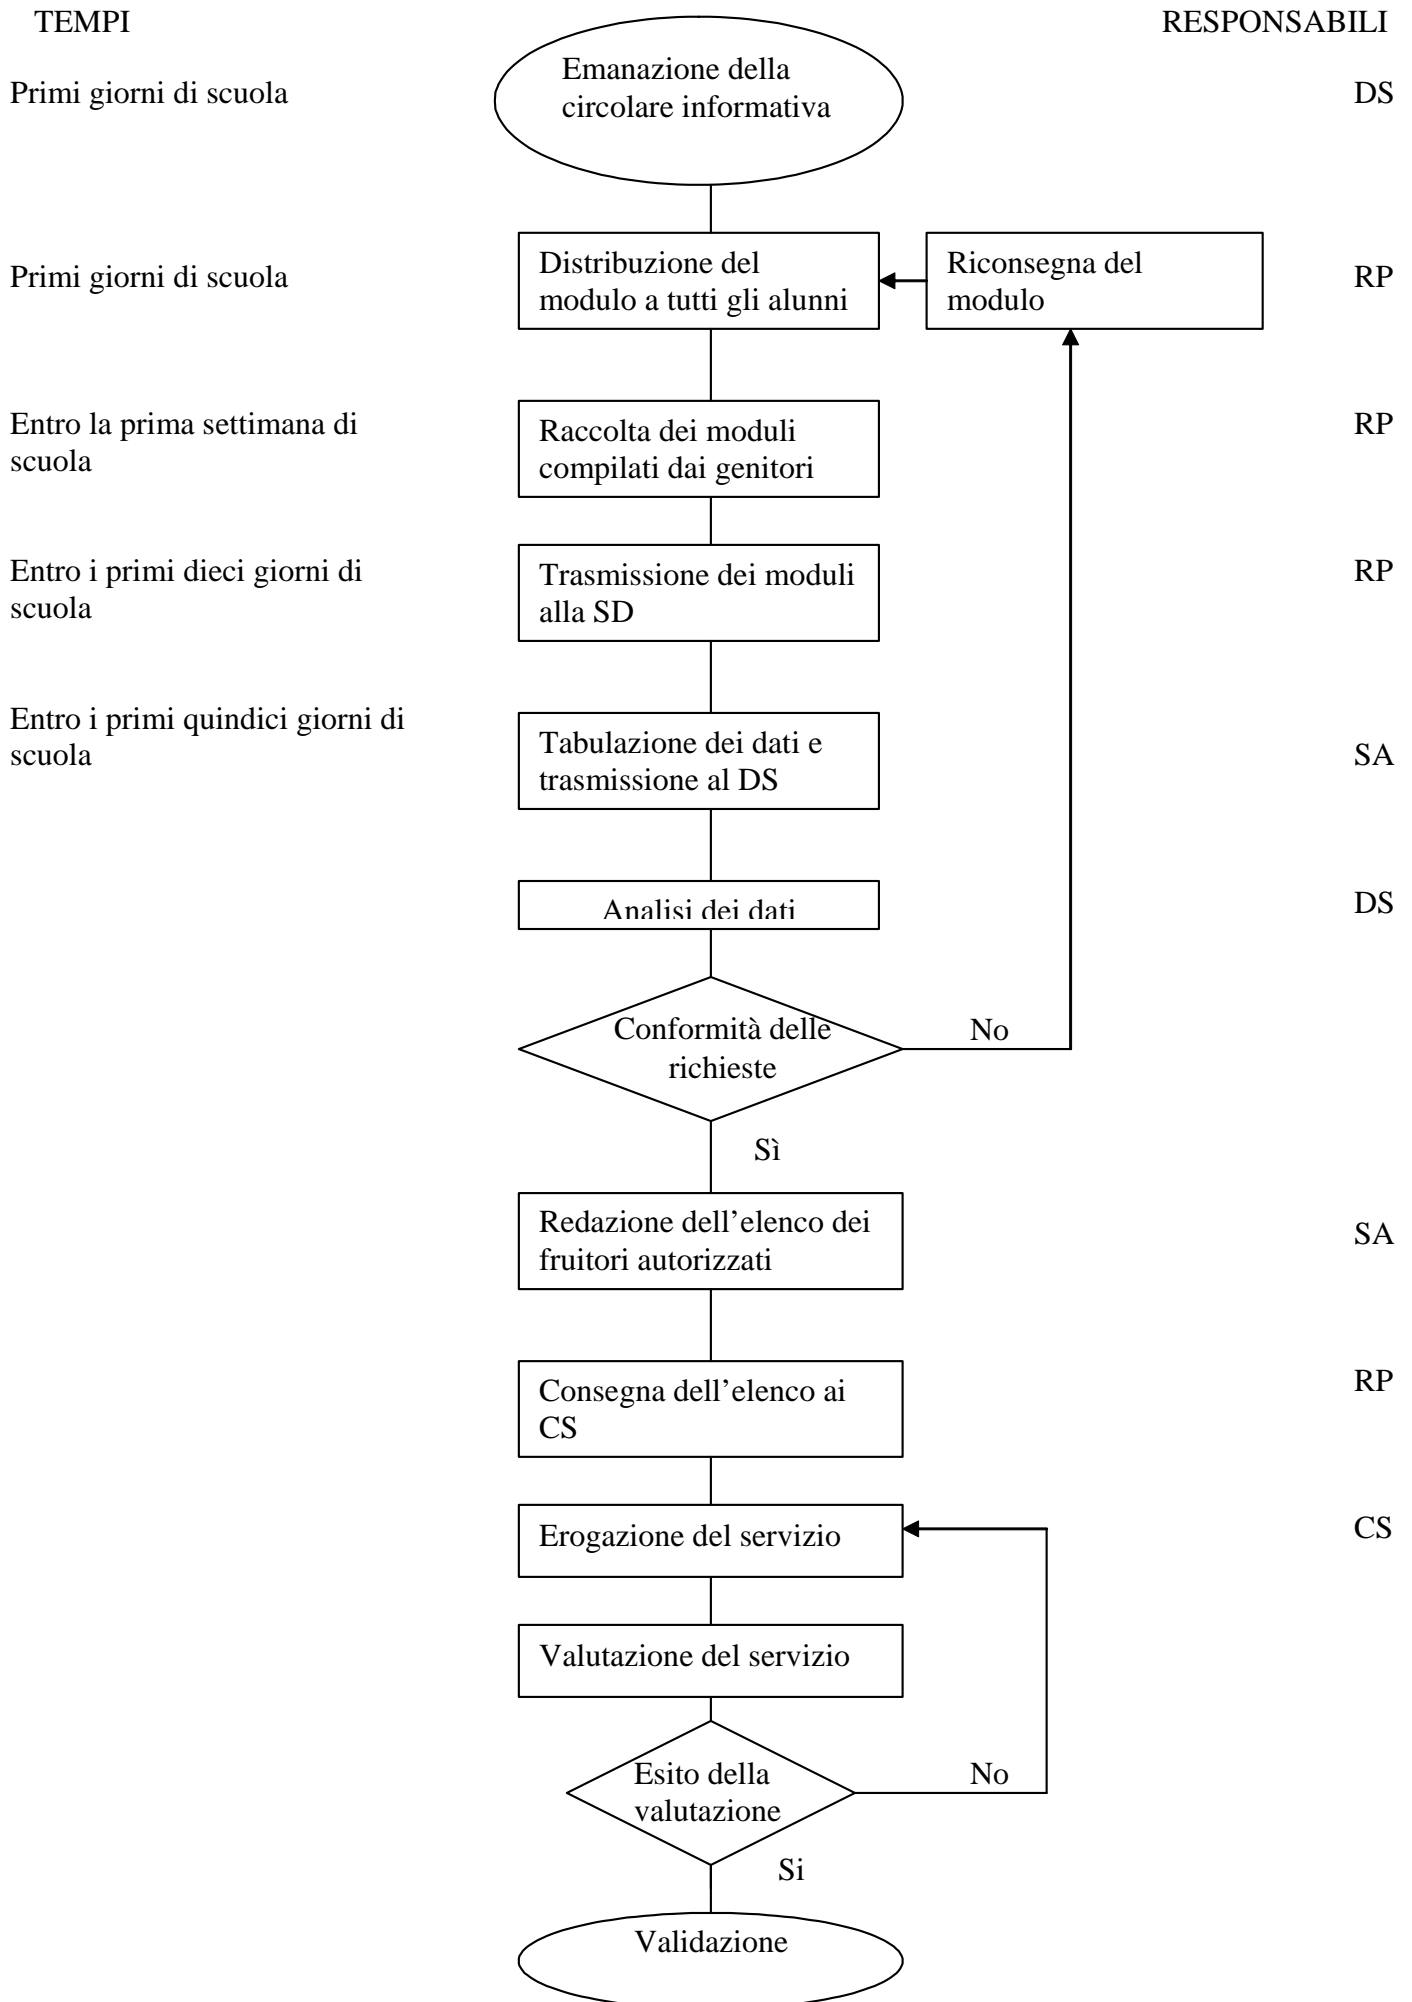 TEMPI
RESPONSABILI
Primi giorni di scuola
Emanazione della
circolare informativa
DS
Primi giorni di scuola
Distribuzione del
modulo a tutti gli alunni
Riconsegna del
modulo
RP
Entro la prima settimana di
scuola
Raccolta dei moduli
compilati dai genitori
RP
Entro i primi dieci giorni di
scuola
Trasmissione dei moduli
alla SD
RP
Entro i primi quindici giorni di
scuola
Tabulazione dei dati e
trasmissione al DS
SA
Analisi dei dati
DS
Conformità delle
richieste
No
Sì
Redazione dell’elenco dei
fruitori autorizzati
SA
Consegna dell’elenco ai
CS
RP
Erogazione del servizio
CS
Valutazione del servizio
Esito della
valutazione
No
Si
Validazione